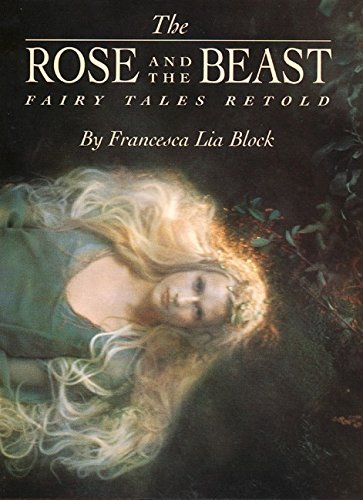 The
ROSE AND THE BEAST
FAIRY TALES RETOLD
By Francesca Lia Block